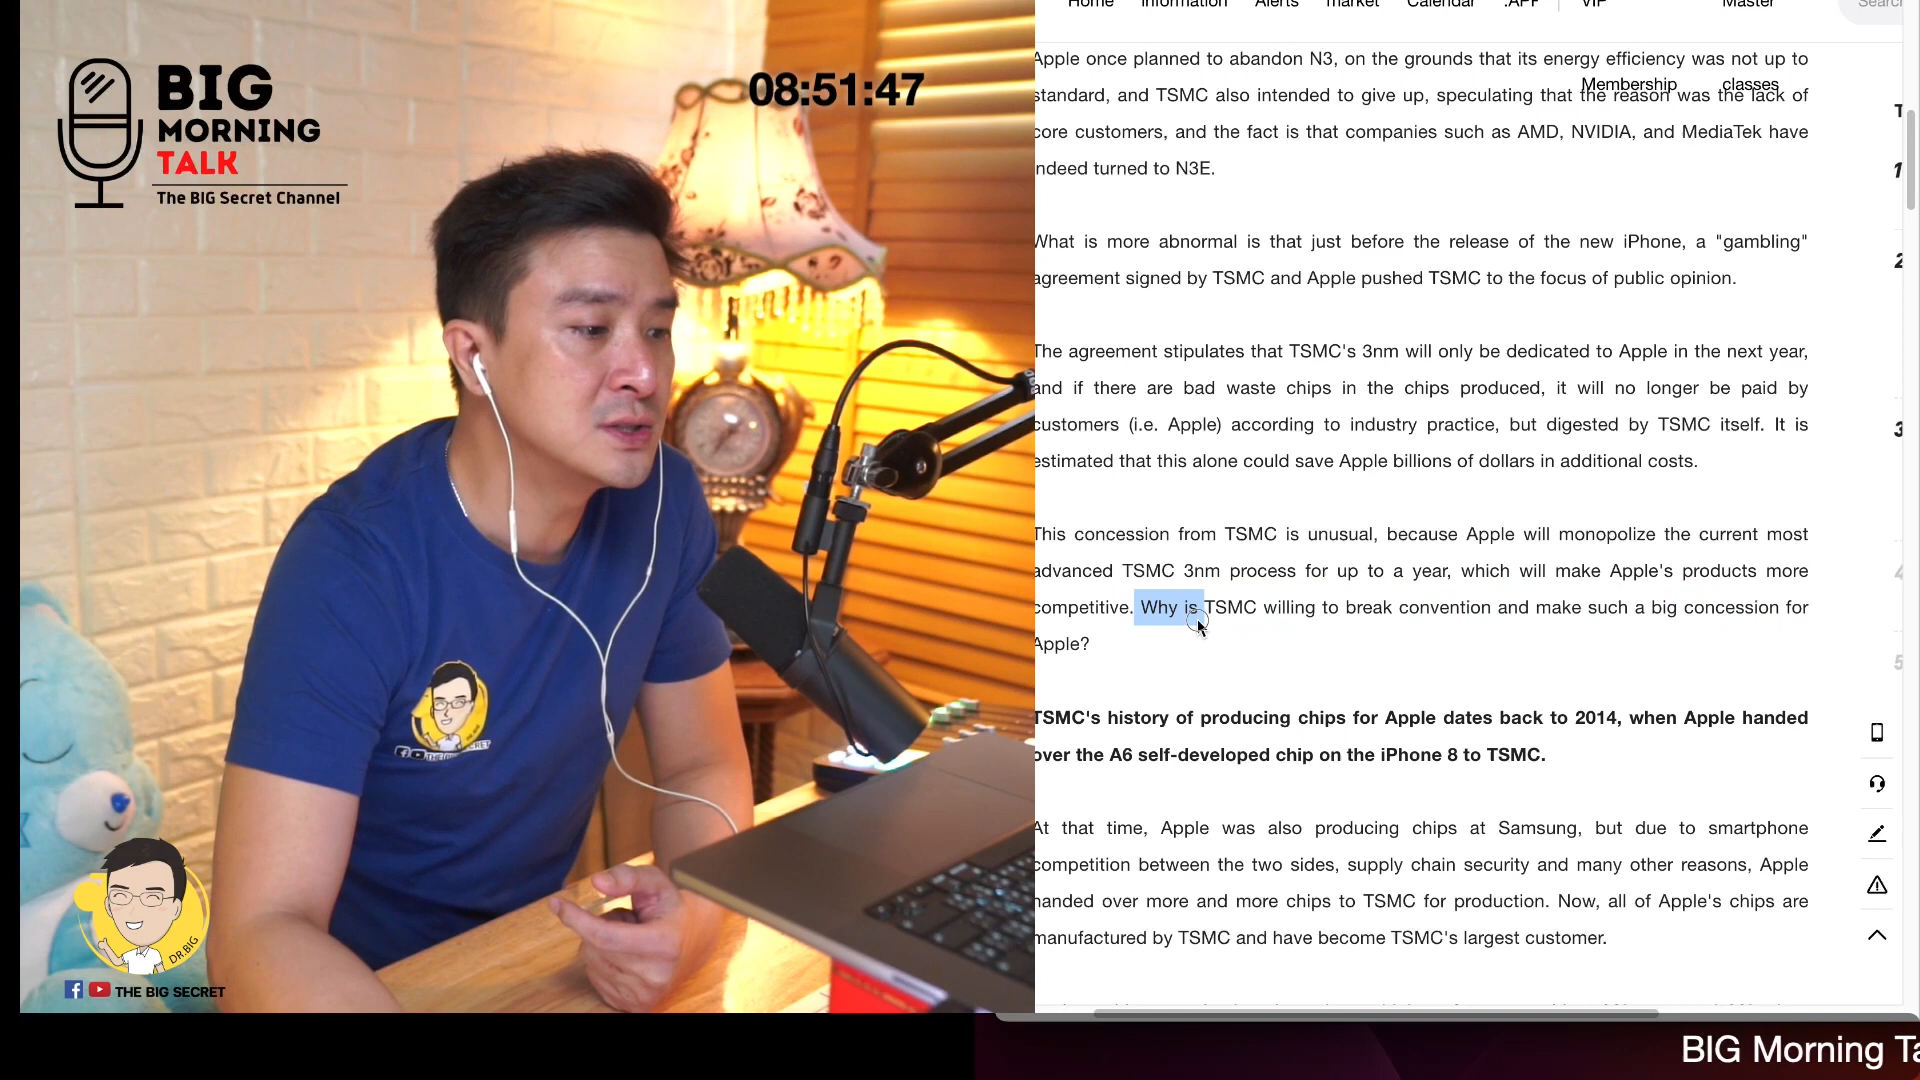 BIG
MORNING
TALK
The BIG Secret Channel
08:51:47
DR.BIG
THE BIG SECRET
Home Information Alerts market Calendar .APP VIP Master Search
Membership classes
Apple once planned to abandon N3, on the grounds that its energy efficiency was not up to
standard, and TSMC also intended to give up, speculating that the reason was the lack of
core customers, and the fact is that companies such as AMD, NVIDIA, and MediaTek have
indeed turned to N3E.
What is more abnormal is that just before the release of the new iPhone, a "gambling"
agreement signed by TSMC and Apple pushed TSMC to the focus of public opinion.
The agreement stipulates that TSMC's 3nm will only be dedicated to Apple in the next year,
and if there are bad waste chips in the chips produced, it will no longer be paid by
customers (i.e. Apple) according to industry practice, but digested by TSMC itself. It is
estimated that this alone could save Apple billions of dollars in additional costs.
This concession from TSMC is unusual, because Apple will monopolize the current most
advanced TSMC 3nm process for up to a year, which will make Apple's products more
competitive. Why is TSMC willing to break convention and make such a big concession for
Apple?
TSMC's history of producing chips for Apple dates back to 2014, when Apple handed
over the A6 self-developed chip on the iPhone 8 to TSMC.
At that time, Apple was also producing chips at Samsung, but due to smartphone
competition between the two sides, supply chain security and many other reasons, Apple
handed over more and more chips to TSMC for production. Now, all of Apple's chips are
manufactured by TSMC and have become TSMC's largest customer.
T
1
2
3
4
5
BIG Morning Ta